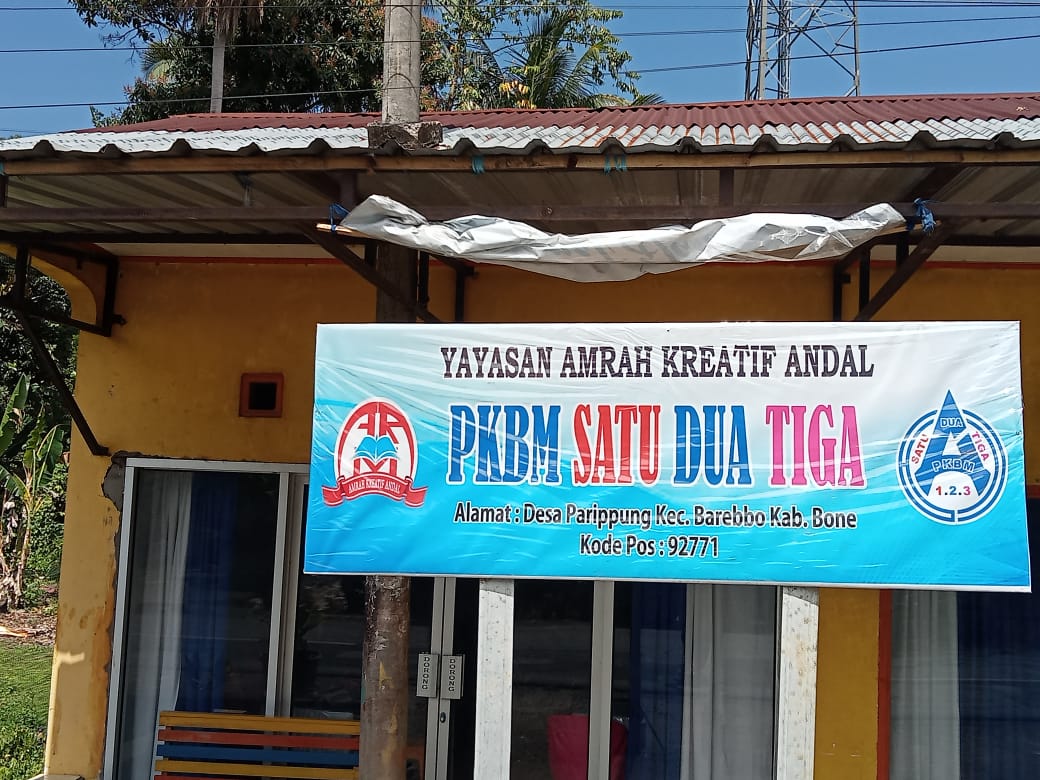 YAYASAN AMRAH KREATIF ANDAL
PKBM SATU DUA TIGA
Alamat : Desa Parippung Kec. Barebbo Kab. Bone
Kode Pos : 92771
AMRAH KREATIF ANDAL
SATU DUA TIGA
PKBM
1.2.3
DORONG
DORONG